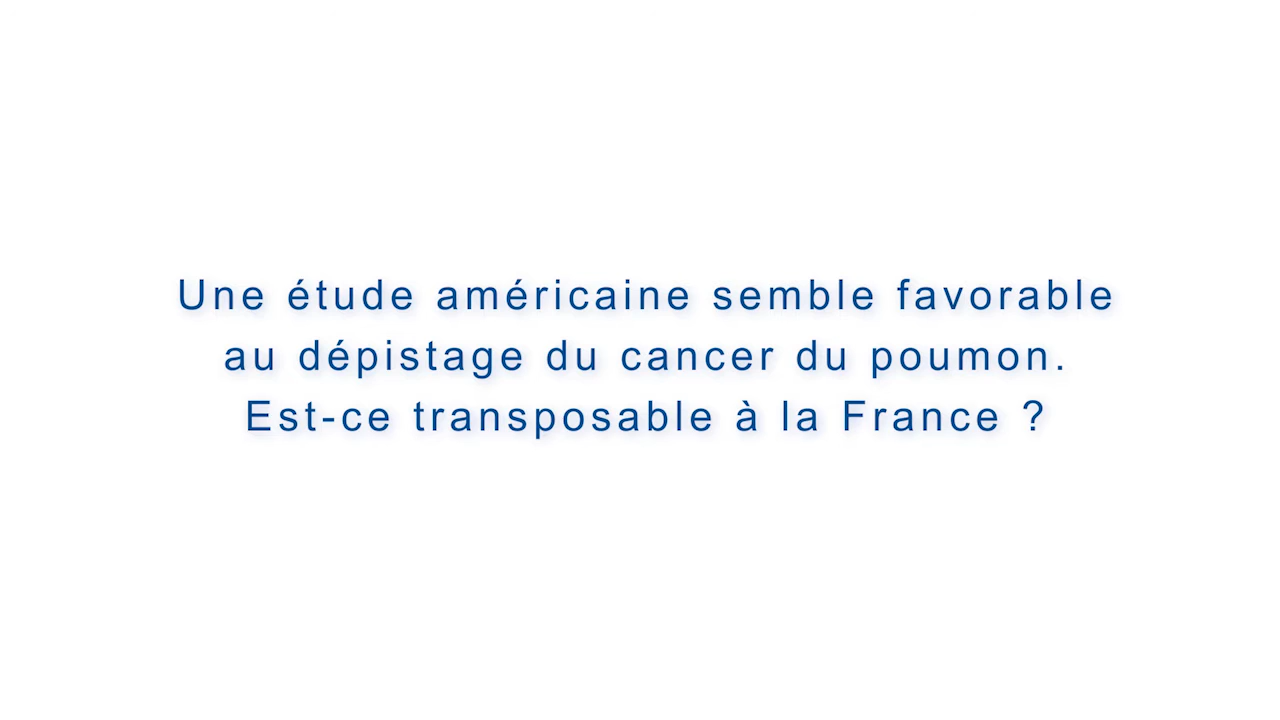 Une étude américaine semble favorable
au dépistage du cancer du poumon.
Est-ce transposable à la France ?